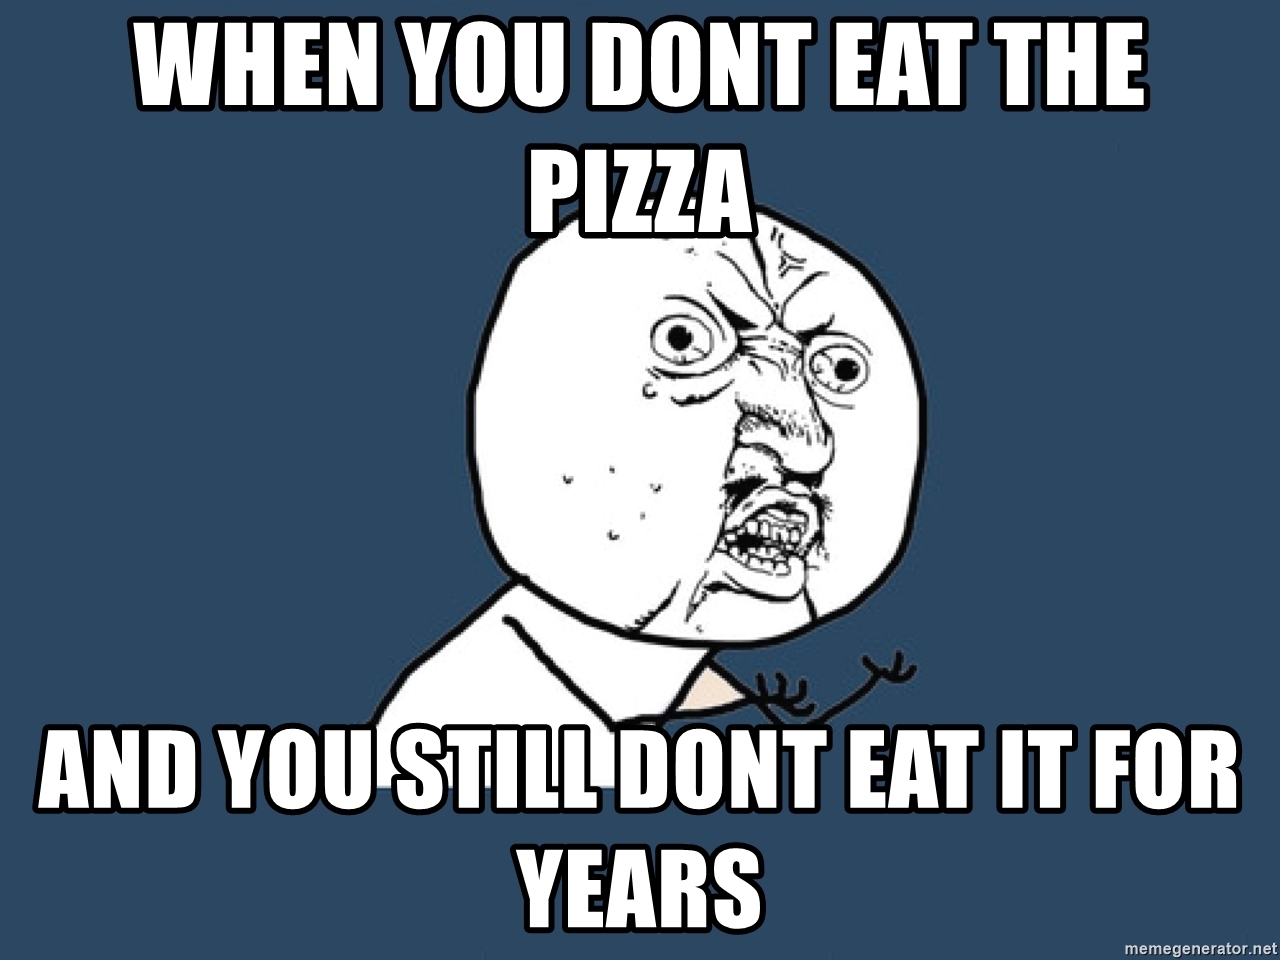 WHEN YOU DONT EAT THE
PIZZA
AND YOU STILL DONT EAT IT FOR
YEARS
memegenerator.net